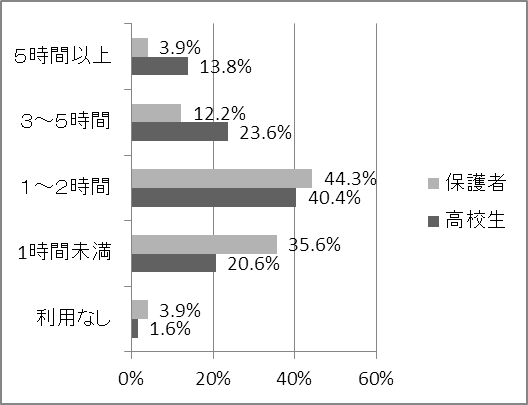 ５時間以上
3.9%
13.8%
３～５時間
12.2%
23.6%
１～２時間
44.3%
40.4%
1時間未満
35.6%
20.6%
利用なし
3.9%
1.6%
保護者
高校生
0% 20% 40% 60%